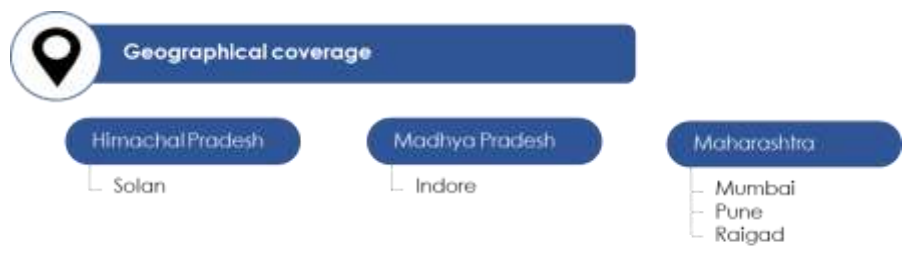 Geographical coverage
Himachal Pradesh
Solan
Madhya Pradesh
Indore
Maharashtra
Mumbai
Pune
Raigad